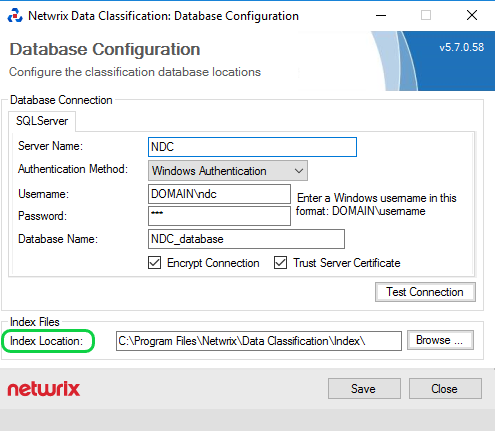 Netwrix Data Classification: Database Configuration
Database Configuration
v5.7.0.58
Configure the classification database locations
Database Connection
SQLServer
Server Name: NDC
Authentication Method: Windows Authentication
Username: DOMAIN\ndc
Enter a Windows username in this
format: DOMAIN\username
Password: ***
Database Name: NDC_database
Encrypt Connection Trust Server Certificate
Test Connection
Index Files
Index Location: C:\Program Files\Netwrix\Data Classification\Index\ Browse ...
netwrix Save Close